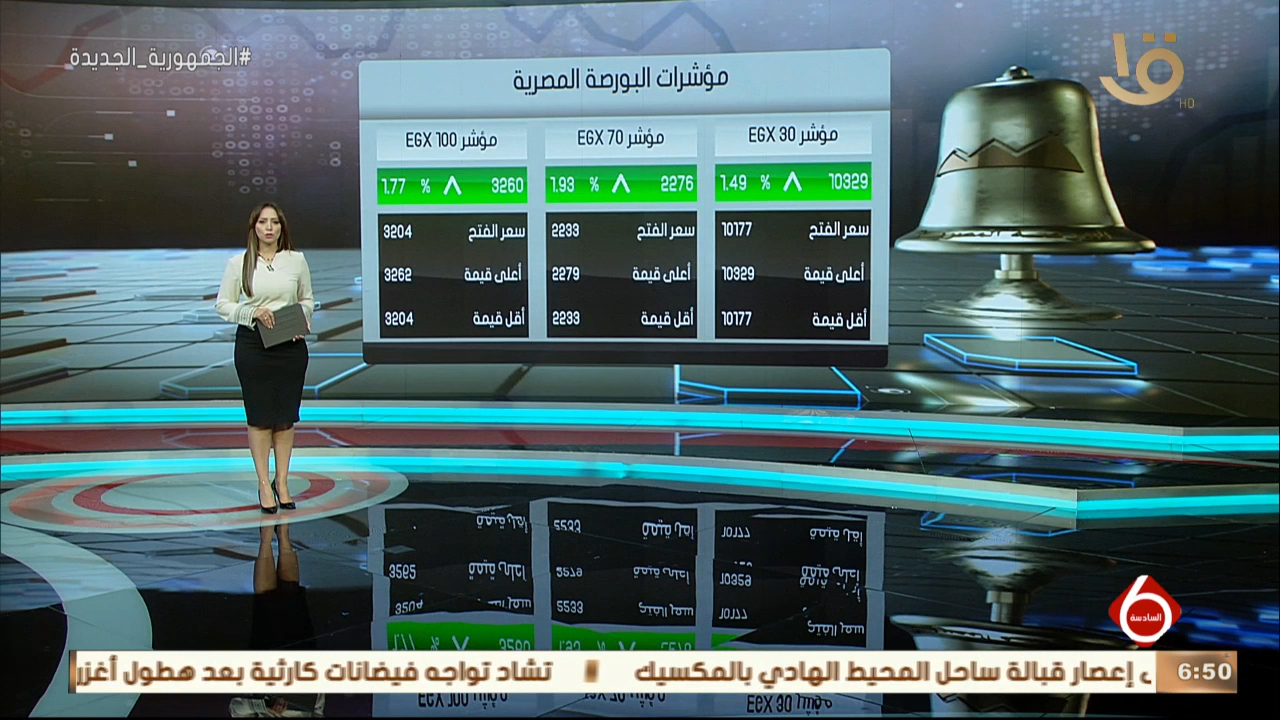 #الجمهورية_الجديدة
HD
مؤشرات البورصة المصرية
مؤشر EGX 30
10329 1.49 %
سعر الفتح 10177
أعلى قيمة 10329
أقل قيمة 10177
مؤشر EGX 70
2276 1.93 %
سعر الفتح 2233
أعلى قيمة 2279
أقل قيمة 2233
مؤشر EGX 100
3260 1.77 %
سعر الفتح 3204
أعلى قيمة 3262
أقل قيمة 3204
6
السادسة
6:50
إعصار قبالة ساحل المحيط الهادي بالمكسيك
تشاد تواجه فيضانات كارثية بعد هطول